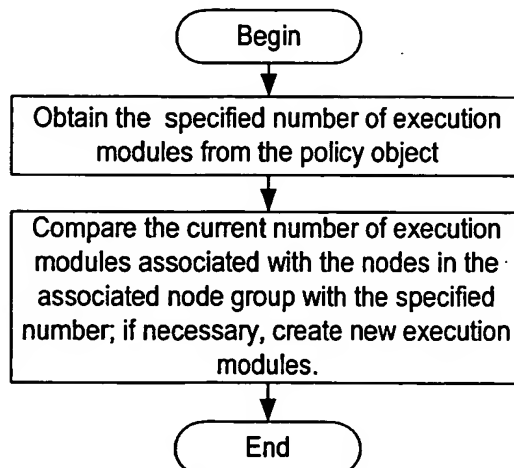 Begin
Obtain the specified number of execution
modules from the policy object
Compare the current number of execution
modules associated with the nodes in the
associated node group with the specified
number; if necessary, create new execution
modules.
End